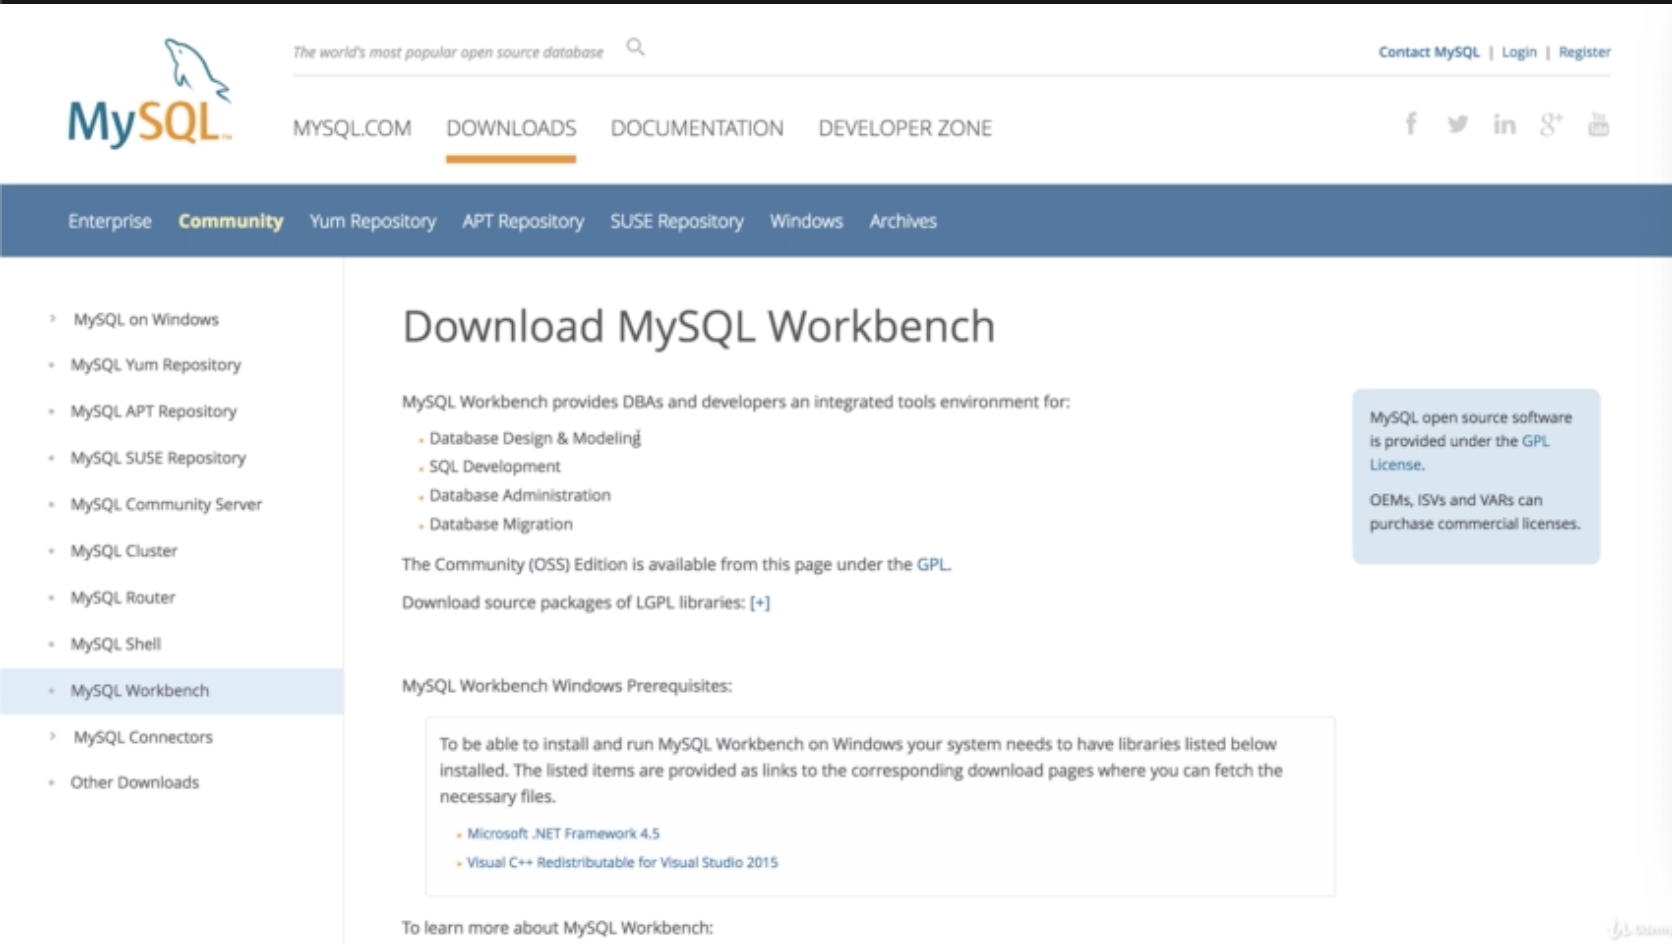 The world's most popular open source database
Contact MySQL | Login | Register
MySQL™
MYSQL.COM DOWNLOADS DOCUMENTATION DEVELOPER ZONE
Enterprise Community Yum Repository APT Repository SUSE Repository Windows Archives
MySQL on Windows
MySQL Yum Repository
MySQL APT Repository
MySQL SUSE Repository
MySQL Community Server
MySQL Cluster
MySQL Router
MySQL Shell
MySQL Workbench
MySQL Connectors
Other Downloads
Download MySQL Workbench
MySQL Workbench provides DBAs and developers an integrated tools environment for:
Database Design & Modeling
SQL Development
Database Administration
Database Migration
The Community (OSS) Edition is available from this page under the GPL.
Download source packages of LGPL libraries: [+]
MySQL Workbench Windows Prerequisites:
To be able to install and run MySQL Workbench on Windows your system needs to have libraries listed below
installed. The listed items are provided as links to the corresponding download pages where you can fetch the
necessary files.
Microsoft .NET Framework 4.5
Visual C++ Redistributable for Visual Studio 2015
To learn more about MySQL Workbench:
MySQL open source software
is provided under the GPL
License.
OEMs, ISVs and VARs can
purchase commercial licenses.